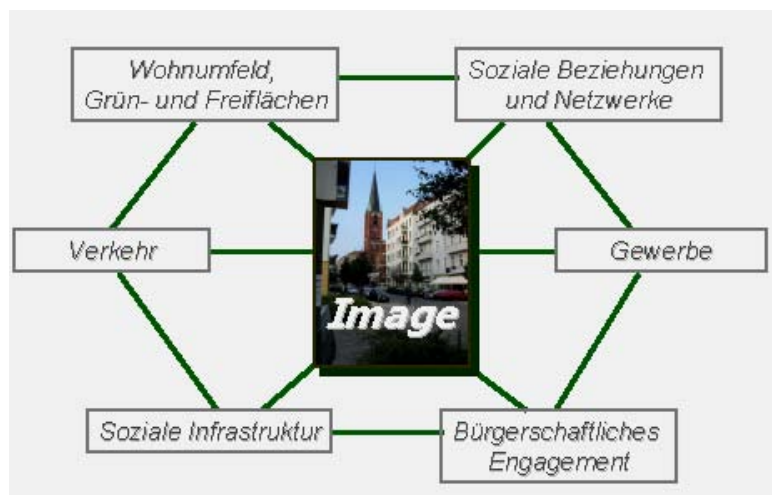 Wohnumfeld,
Grün- und Freiflächen
Soziale Beziehungen
und Netzwerke
Verkehr
Image
Gewerbe
Soziale Infrastruktur
Bürgerschaftliches
Engagement